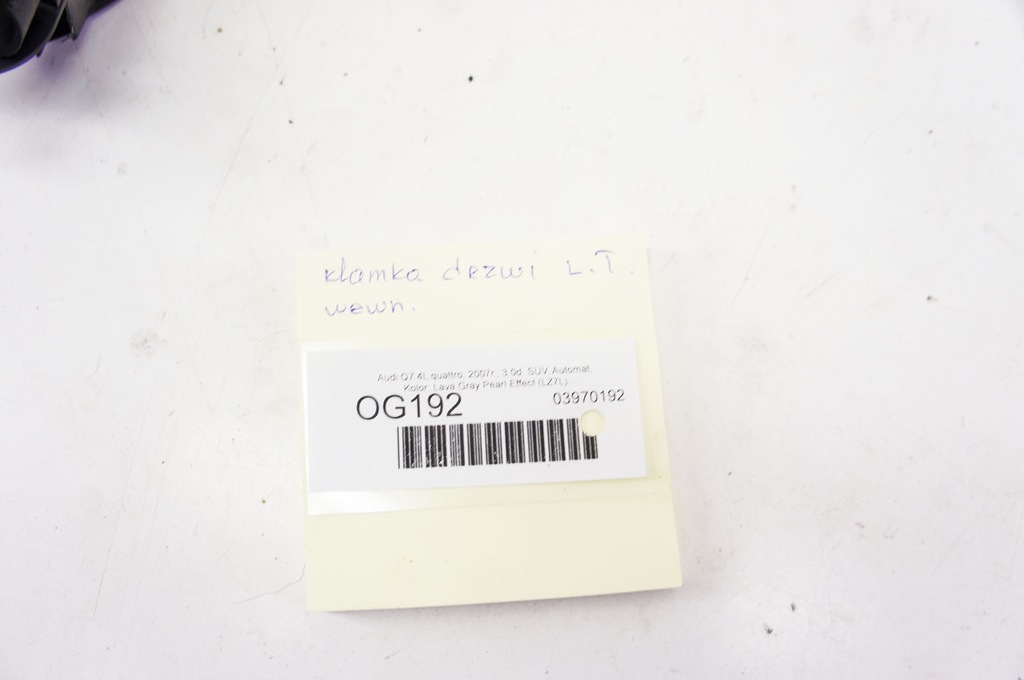 klamka drzwi L.T.
wewn.
Audi Q7 4L quattro, 2007r., 3.0d, SUV, Automat,
Kolor: Lava Gray Pearl Effect (LZ7L)
OG192
03970192